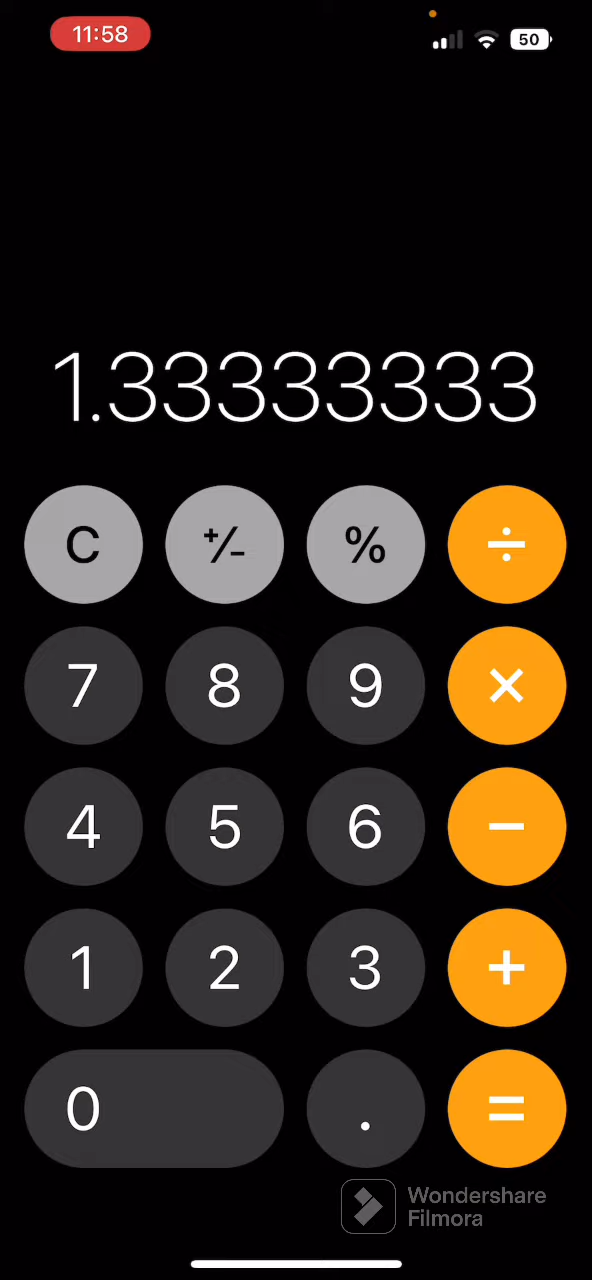 11:58 50
1.33333333
C +/- % ÷
7 8 9 ×
4 5 6 −
1 2 3 +
0 . =
Wondershare
Filmora